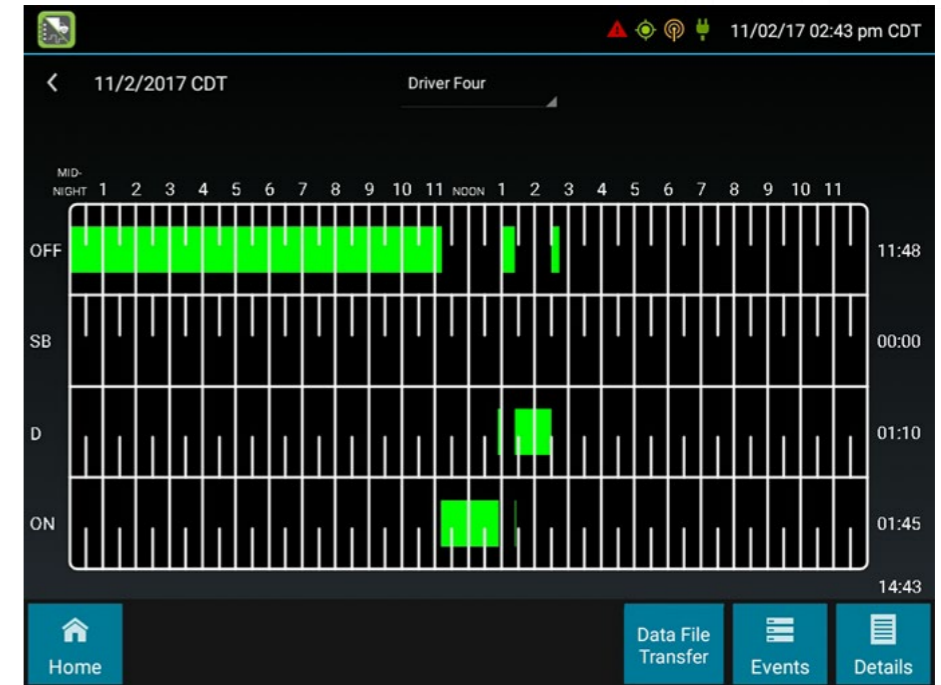 11/02/17 02:43 pm CDT
11/2/2017 CDT
Driver Four
MID-
NIGHT 1 2 3 4 5 6 7 8 9 10 11 NOON 1 2 3 4 5 6 7 8 9 10 11
OFF 11:48
SB 00:00
D 01:10
ON 01:45
14:43
Home
Data File
Transfer
Events
Details